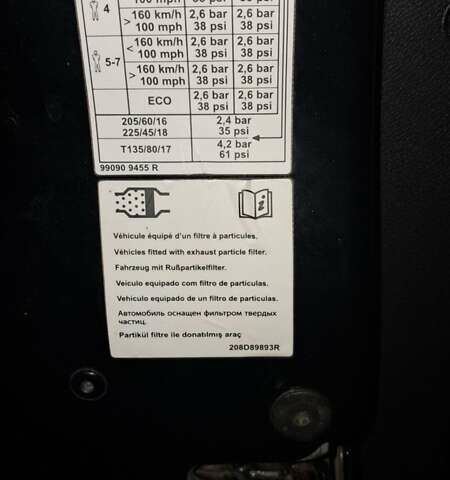 4
> 160 km/h 2,6 bar 2,6 bar
100 mph 38 psi 38 psi
5-7
< 160 km/h 2,6 bar 2,6 bar
100 mph 38 psi 38 psi
> 160 km/h 2,6 bar 2,6 bar
100 mph 38 psi 38 psi
ECO 2,6 bar 2,6 bar
38 psi 38 psi
205/60/16 2,4 bar
225/45/18 35 psi
T135/80/17 4,2 bar
61 psi
99090 9455 R
i
Véhicule équipé d'un filtre à particules.
Véhicles fitted with exhaust particle filter.
Fahrzeug mit Rußpartikelfilter.
Veiculo equipado com filtro de particulas.
Vehiculo equipado de un filtro de particulas.
Автомобиль оснащен фильтром твердых
частиц.
Partikül filtre ile donatılmış araç
208D89893R